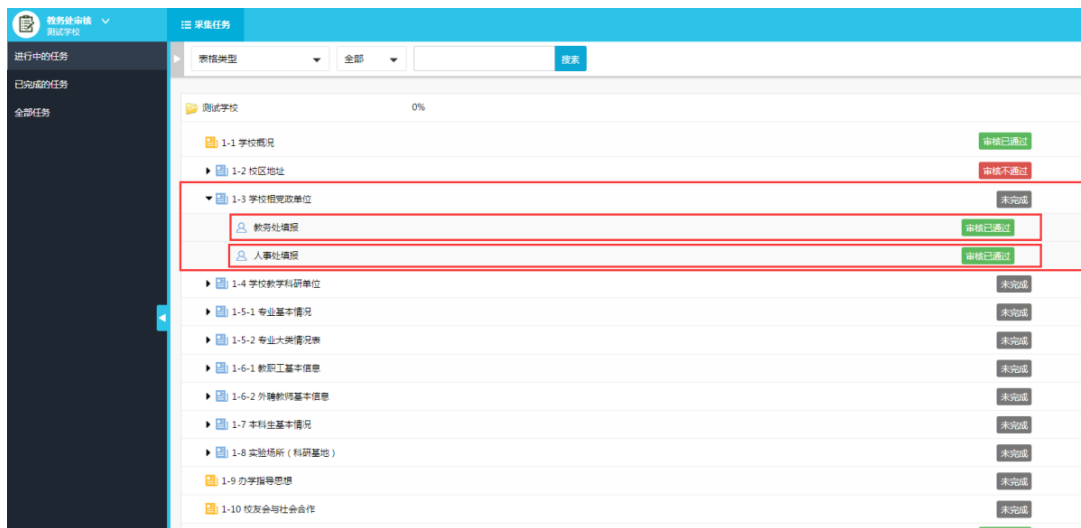 教务处审核
测试学校
采集任务
进行中的任务
已完成的任务
全部任务
表格类型
全部
搜索
测试学校 0%
1-1 学校概况 审核已通过
1-2 校区地址 审核不通过
1-3 学校相党政单位 未完成
教务处填报 审核已通过
人事处填报 审核已通过
1-4 学校教学科研单位 未完成
1-5-1 专业基本情况 未完成
1-5-2 专业大类情况表 未完成
1-6-1 教职工基本信息 未完成
1-6-2 外聘教师基本信息 未完成
1-7 本科生基本情况 未完成
1-8 实验场所（科研基地） 未完成
1-9 办学指导思想 未完成
1-10 校友会与社会合作 未完成